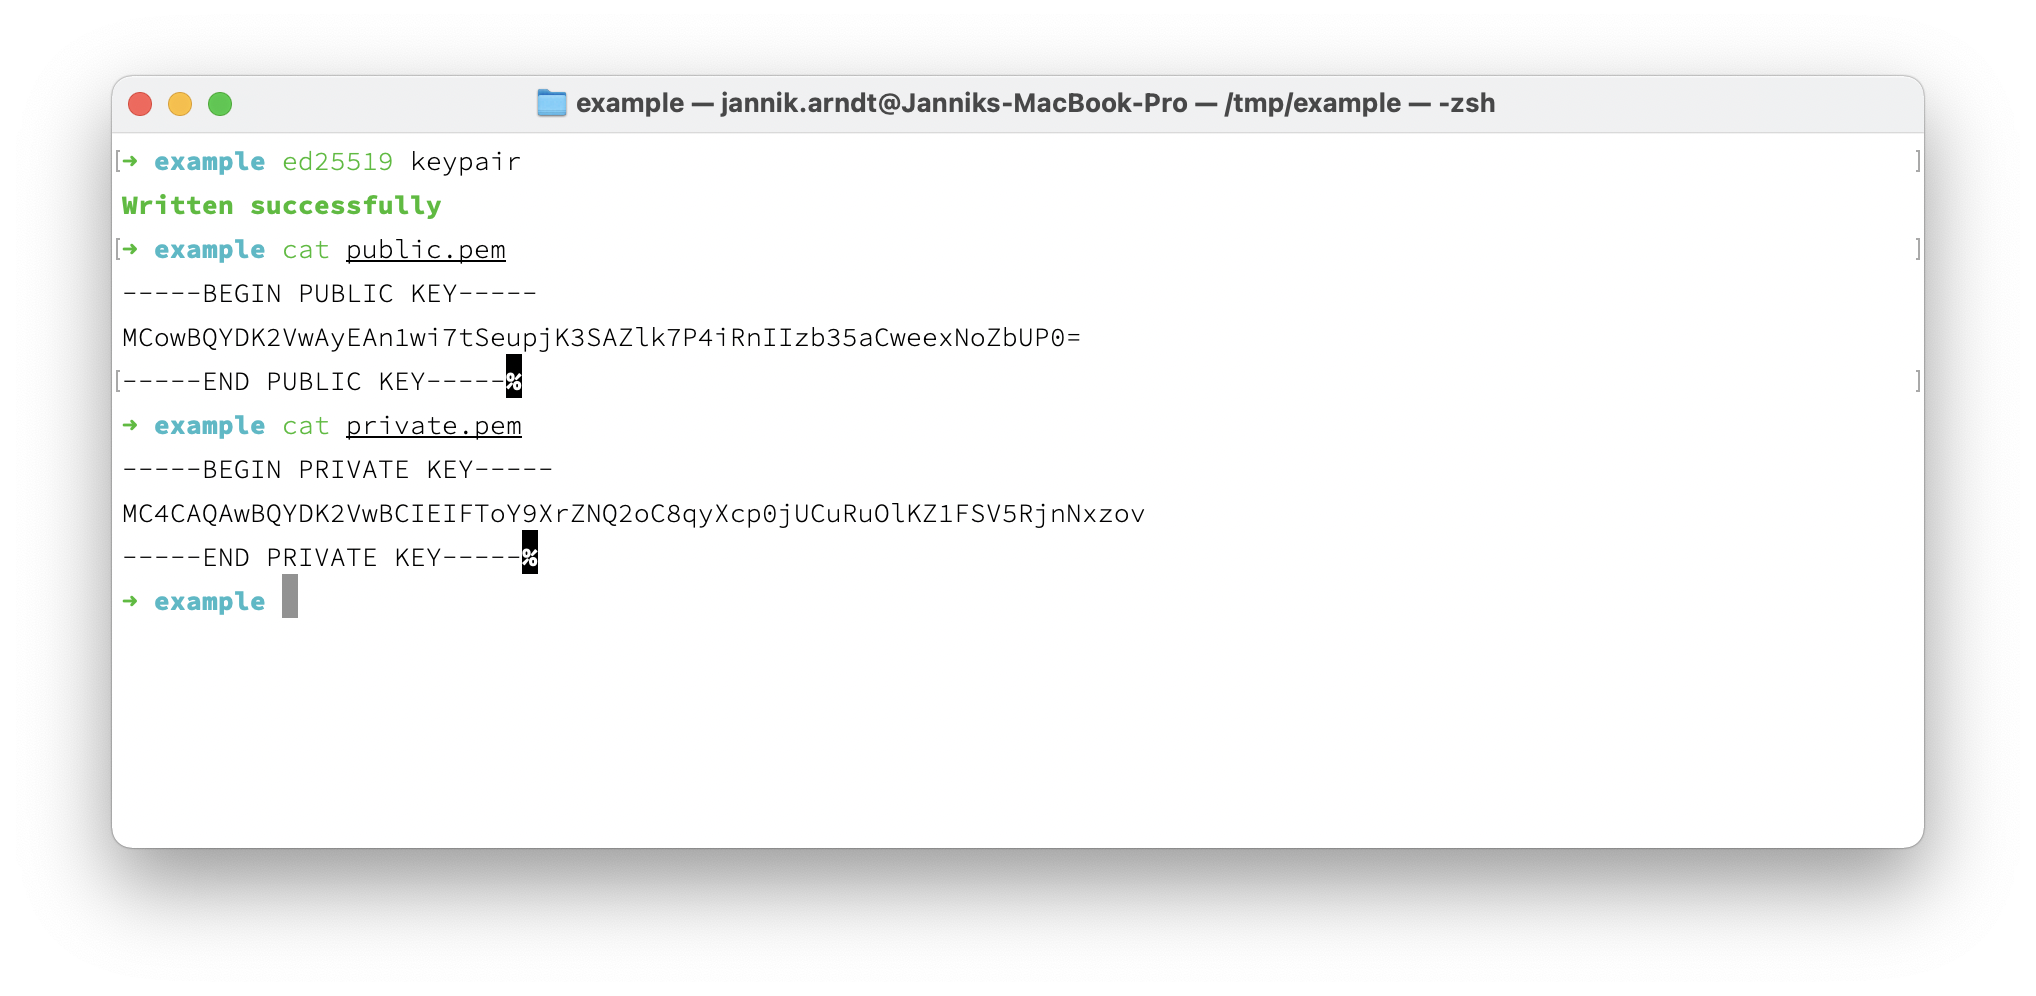 example — jannik.arndt@Janniks-MacBook-Pro — /tmp/example — -zsh
[➜ example ed25519 keypair ]
Written successfully
[➜ example cat public.pem ]
-----BEGIN PUBLIC KEY-----
MCowBQYDK2VwAyEAn1wi7tSeupjK3SAZlk7P4iRnIIzb35aCweexNoZbUP0=
[-----END PUBLIC KEY-----% ]
➜ example cat private.pem
-----BEGIN PRIVATE KEY-----
MC4CAQAwBQYDK2VwBCIEIFToY9XrZNQ2oC8qyXcp0jUCuRuOlKZ1FSV5RjnNxzov
-----END PRIVATE KEY-----%
➜ example